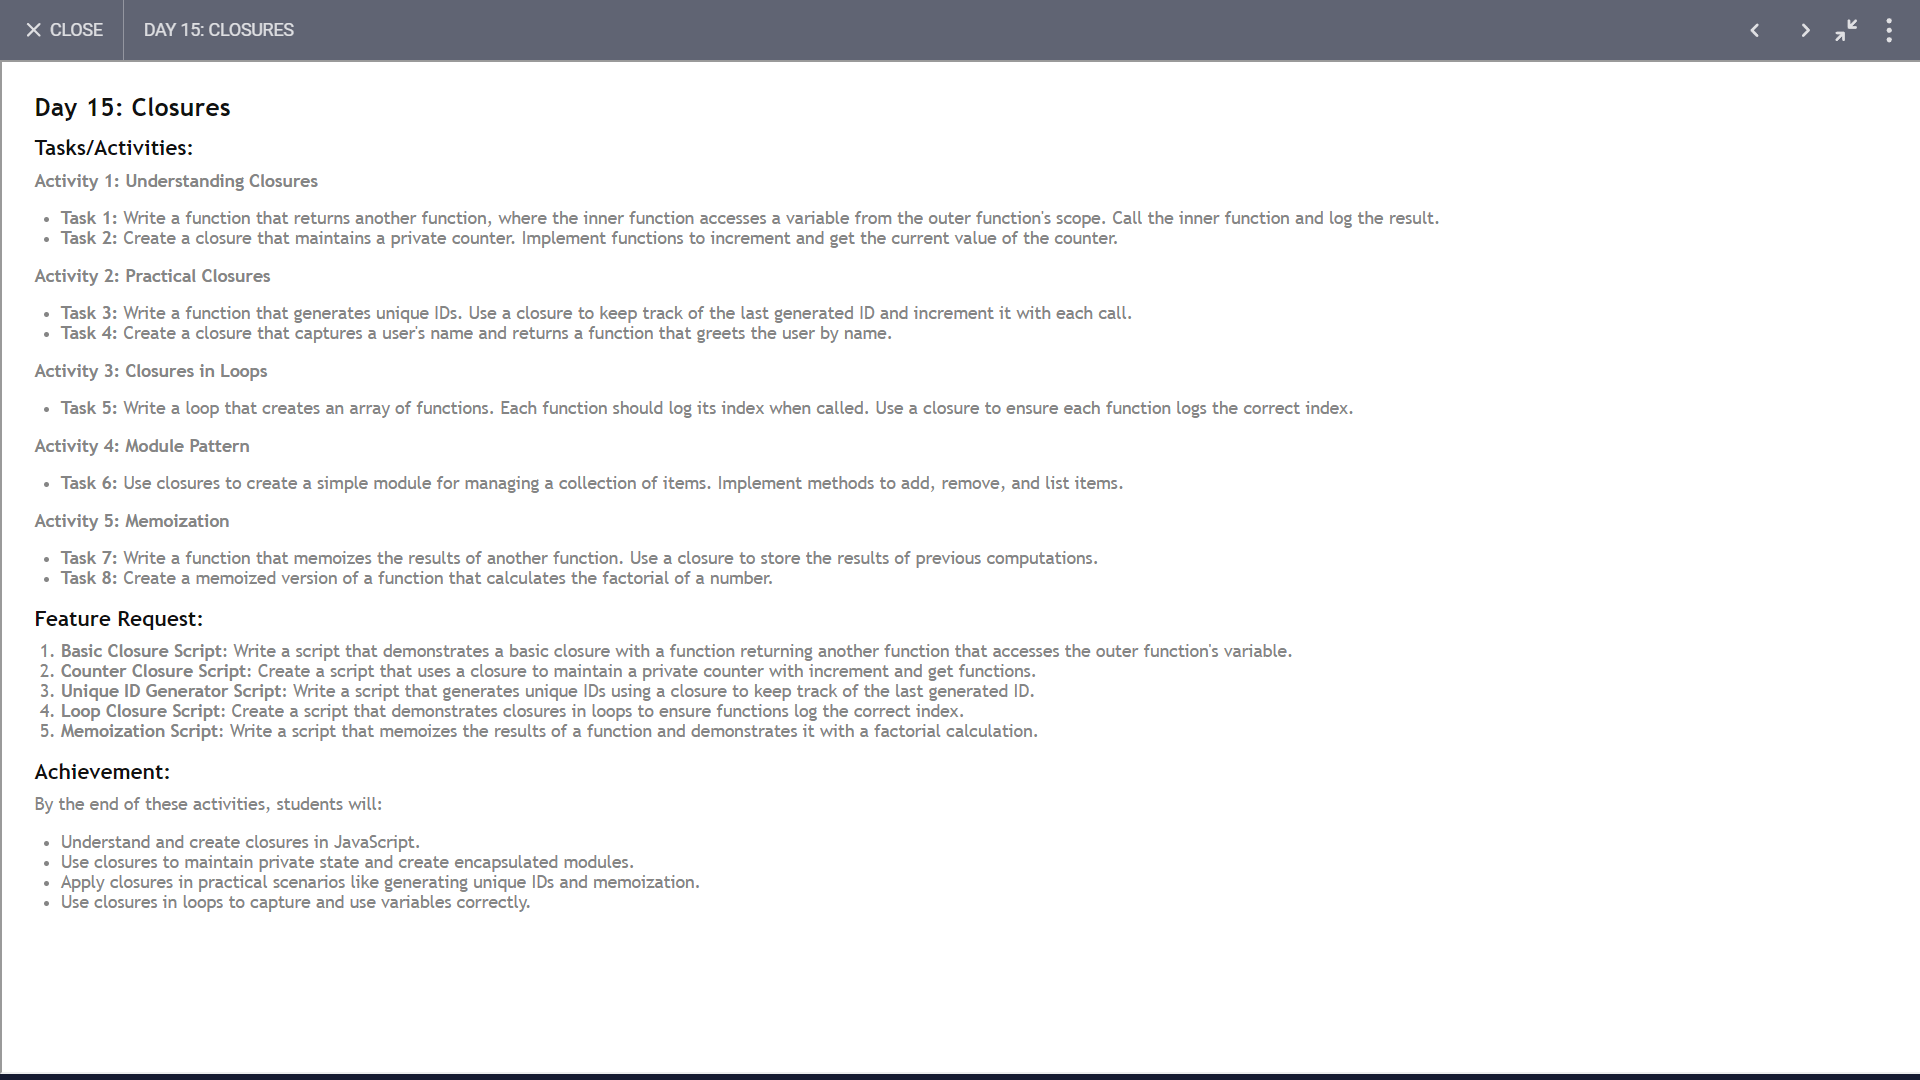 CLOSE
DAY 15: CLOSURES
Day 15: Closures
Tasks/Activities:
Activity 1: Understanding Closures
• Task 1: Write a function that returns another function, where the inner function accesses a variable from the outer function's scope. Call the inner function and log the result.
• Task 2: Create a closure that maintains a private counter. Implement functions to increment and get the current value of the counter.
Activity 2: Practical Closures
• Task 3: Write a function that generates unique IDs. Use a closure to keep track of the last generated ID and increment it with each call.
• Task 4: Create a closure that captures a user's name and returns a function that greets the user by name.
Activity 3: Closures in Loops
• Task 5: Write a loop that creates an array of functions. Each function should log its index when called. Use a closure to ensure each function logs the correct index.
Activity 4: Module Pattern
• Task 6: Use closures to create a simple module for managing a collection of items. Implement methods to add, remove, and list items.
Activity 5: Memoization
• Task 7: Write a function that memoizes the results of another function. Use a closure to store the results of previous computations.
• Task 8: Create a memoized version of a function that calculates the factorial of a number.
Feature Request:
1. Basic Closure Script: Write a script that demonstrates a basic closure with a function returning another function that accesses the outer function's variable.
2. Counter Closure Script: Create a script that uses a closure to maintain a private counter with increment and get functions.
3. Unique ID Generator Script: Write a script that generates unique IDs using a closure to keep track of the last generated ID.
4. Loop Closure Script: Create a script that demonstrates closures in loops to ensure functions log the correct index.
5. Memoization Script: Write a script that memoizes the results of a function and demonstrates it with a factorial calculation.
Achievement:
By the end of these activities, students will:
• Understand and create closures in JavaScript.
• Use closures to maintain private state and create encapsulated modules.
• Apply closures in practical scenarios like generating unique IDs and memoization.
• Use closures in loops to capture and use variables correctly.